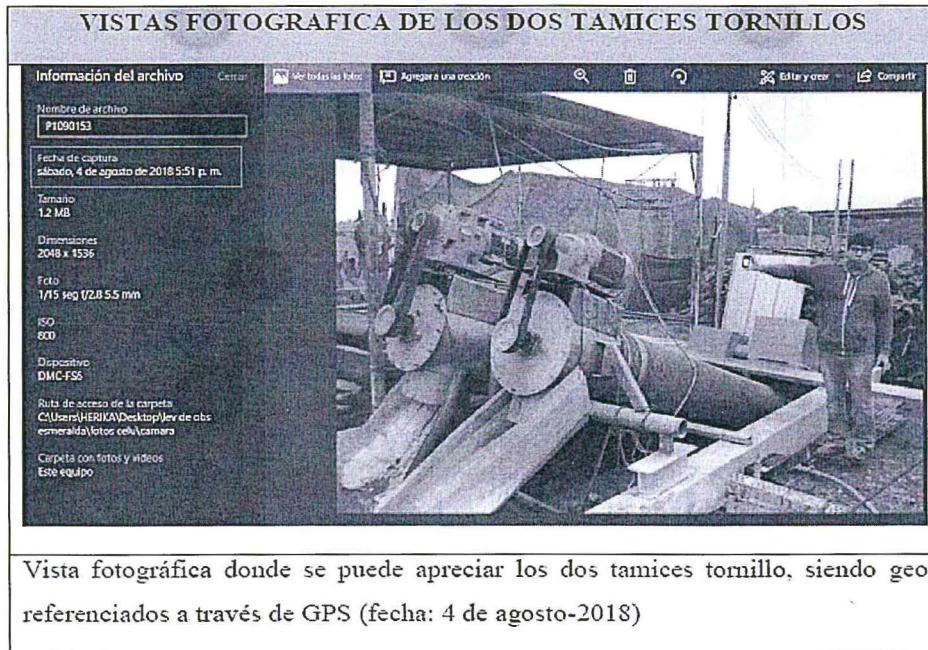 VISTAS FOTOGRAFICA DE LOS DOS TAMICES TORNILLOS
Información del archivo
Cerrar
Ver todas las fotos
Agregar a una creación
Editar y crear
Compartir
Nombre de archivo
P1090153
Fecha de captura
sábado, 4 de agosto de 2018 5:51 p. m.
Tamaño
1.2 MB
Dimensiones
2048 x 1536
Foto
1/15 seg f/2.8 5.5 mm
ISO
800
Dispositivo
DMC-FS6
Ruta de acceso de la carpeta
C:\Users\HERIKA\Desktop\lev de obs
esmeralda\fotos celu\camara
Carpeta con fotos y videos
Este equipo
Vista fotográfica donde se puede apreciar los dos tamices tornillo, siendo geo
referenciados a través de GPS (fecha: 4 de agosto-2018)